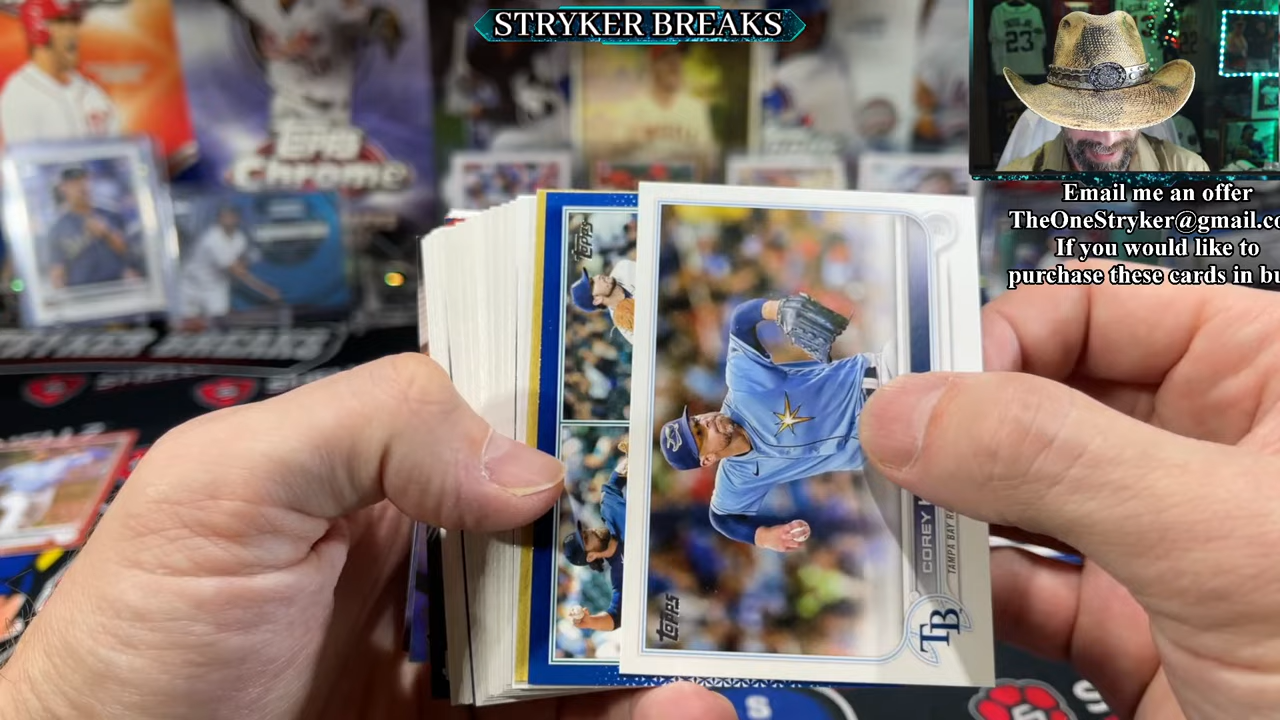 STRYKER BREAKS
Email me an offer
TheOneStryker@gmail.co
If you would like to
purchase these cards in bu
23
Topps
Chrome
BREAKS
Topps
Topps
COREY
TAMPA BAY
TB
S